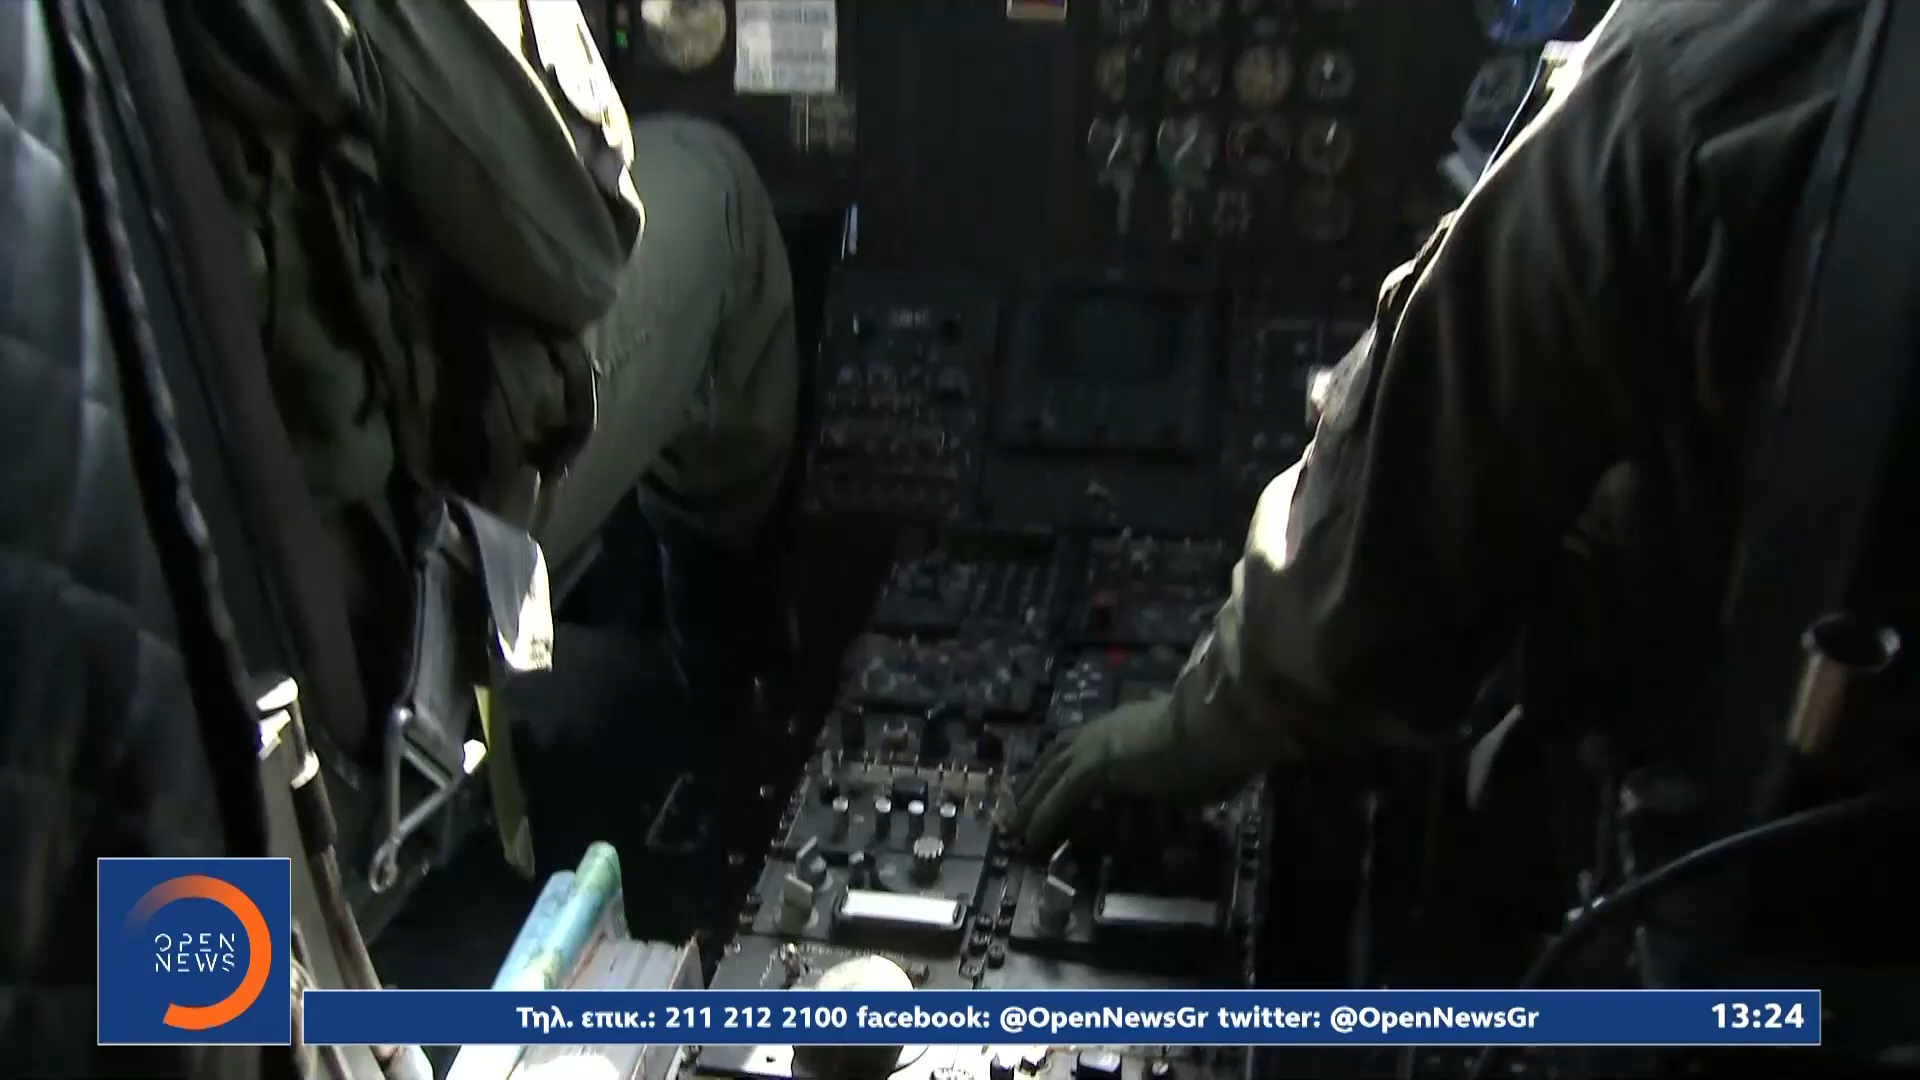 OPEN
NEWS
Τηλ. επικ.: 211 212 2100 facebook: @OpenNewsGr twitter: @OpenNewsGr
13:24